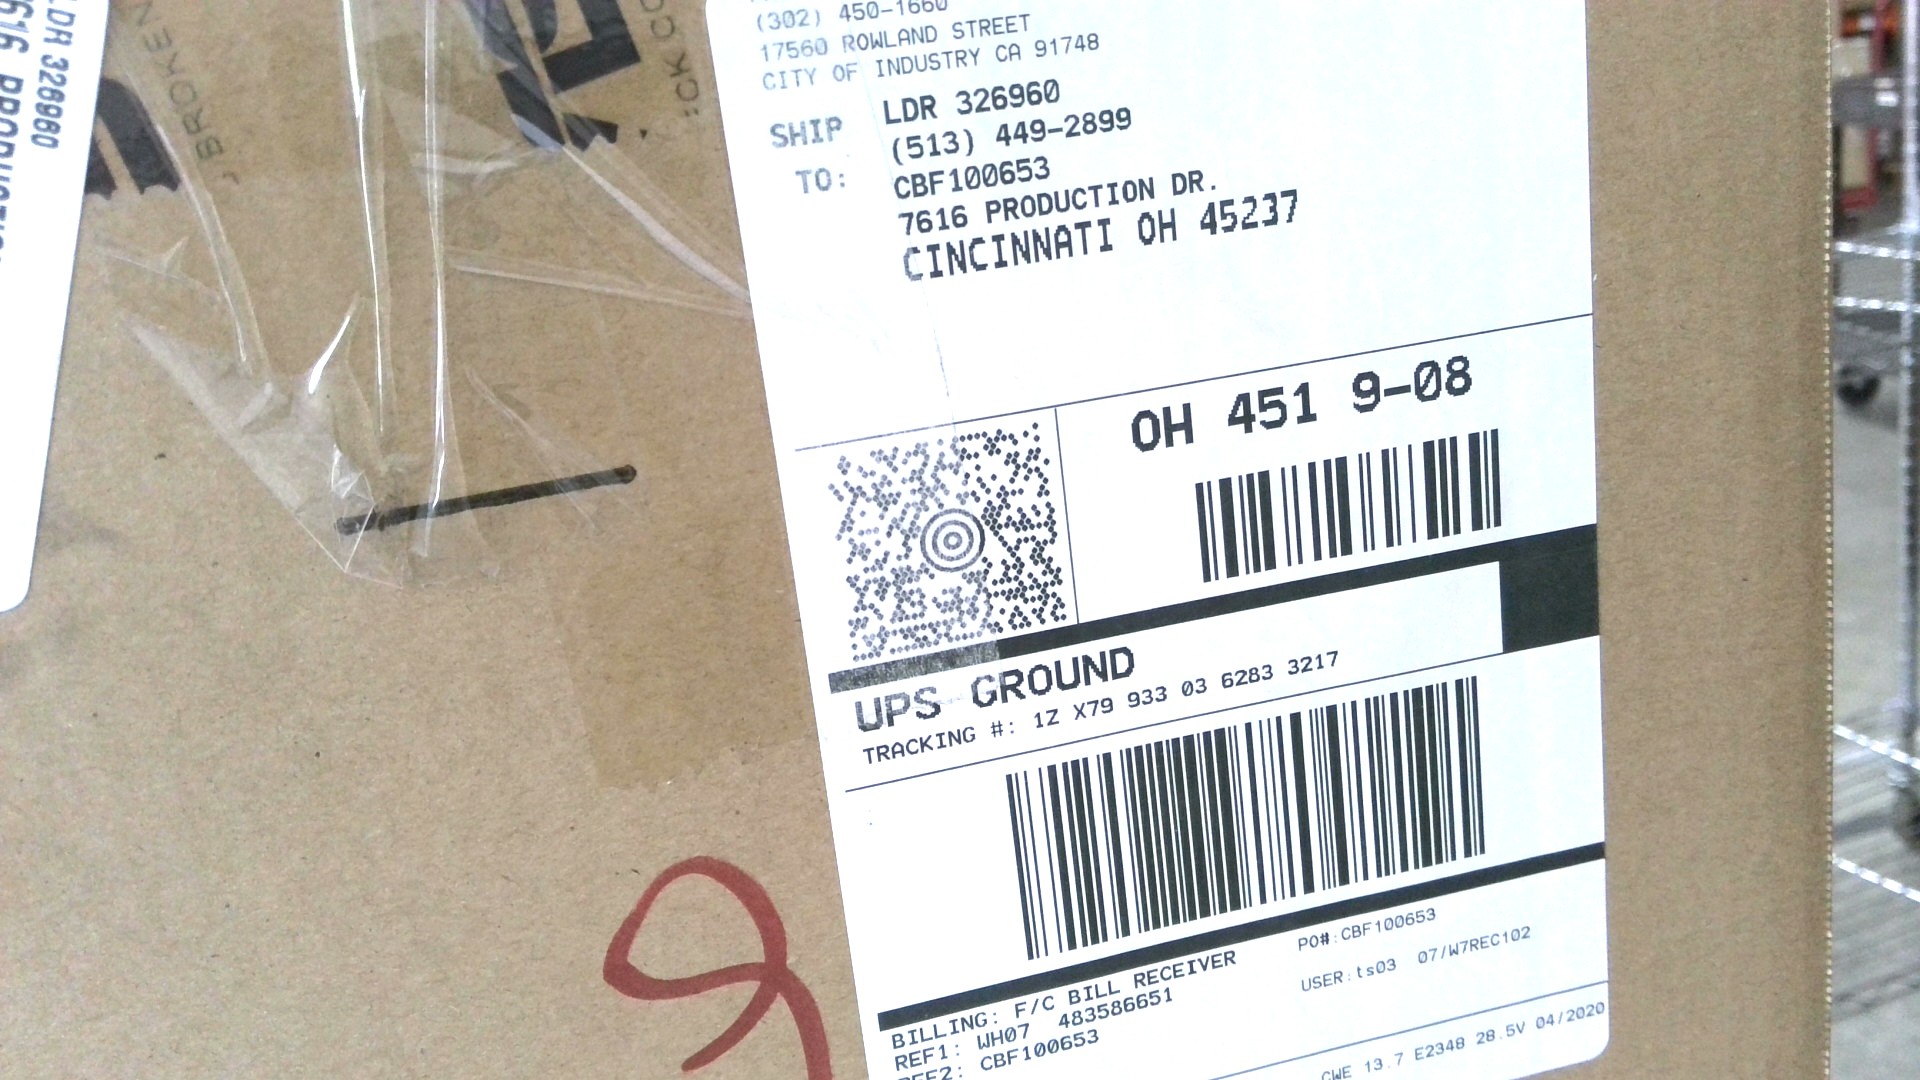 (302) 450-1660
17560 ROWLAND STREET
CITY OF INDUSTRY CA 91748
SHIP TO:
LDR 326960
(513) 449-2899
CBF100653
7616 PRODUCTION DR.
CINCINNATI OH 45237
OH 451 9-08
UPS GROUND
TRACKING #: 1Z X79 933 03 6283 3217
BILLING: F/C BILL RECEIVER
REF1: WH07 483586651
REF2: CBF100653
PO#:CBF100653
USER:ts03 07/W7REC102
CWE 13.7 E2348 28.5V 04/2020
LDR 326960
7616 PRODUCTION
BROKEN